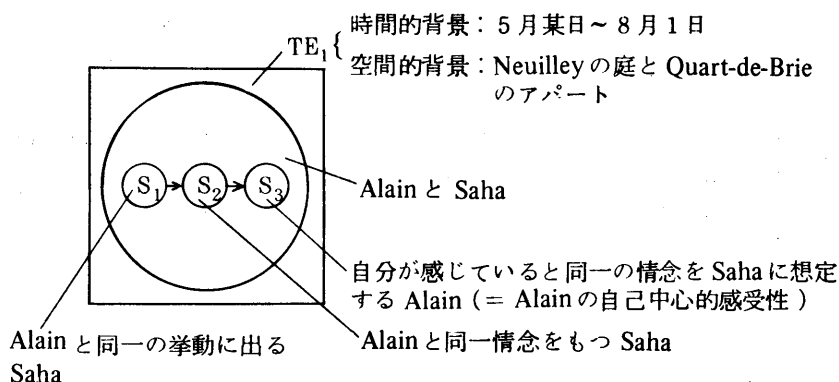 TE₁{
時間的背景：5月某日～8月1日
空間的背景：Neuilleyの庭とQuart-de-Brie
のアパート
S₁→S₂→S₃
AlainとSaha
自分が感じていると同一の情念をSahaに想定
するAlain（＝Alainの自己中心的感受性）
Alainと同一の挙動に出る
Saha
Alainと同一情念をもつSaha